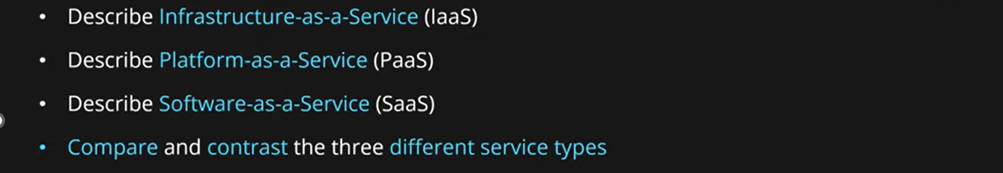 • Describe Infrastructure-as-a-Service (IaaS)
• Describe Platform-as-a-Service (PaaS)
• Describe Software-as-a-Service (SaaS)
• Compare and contrast the three different service types